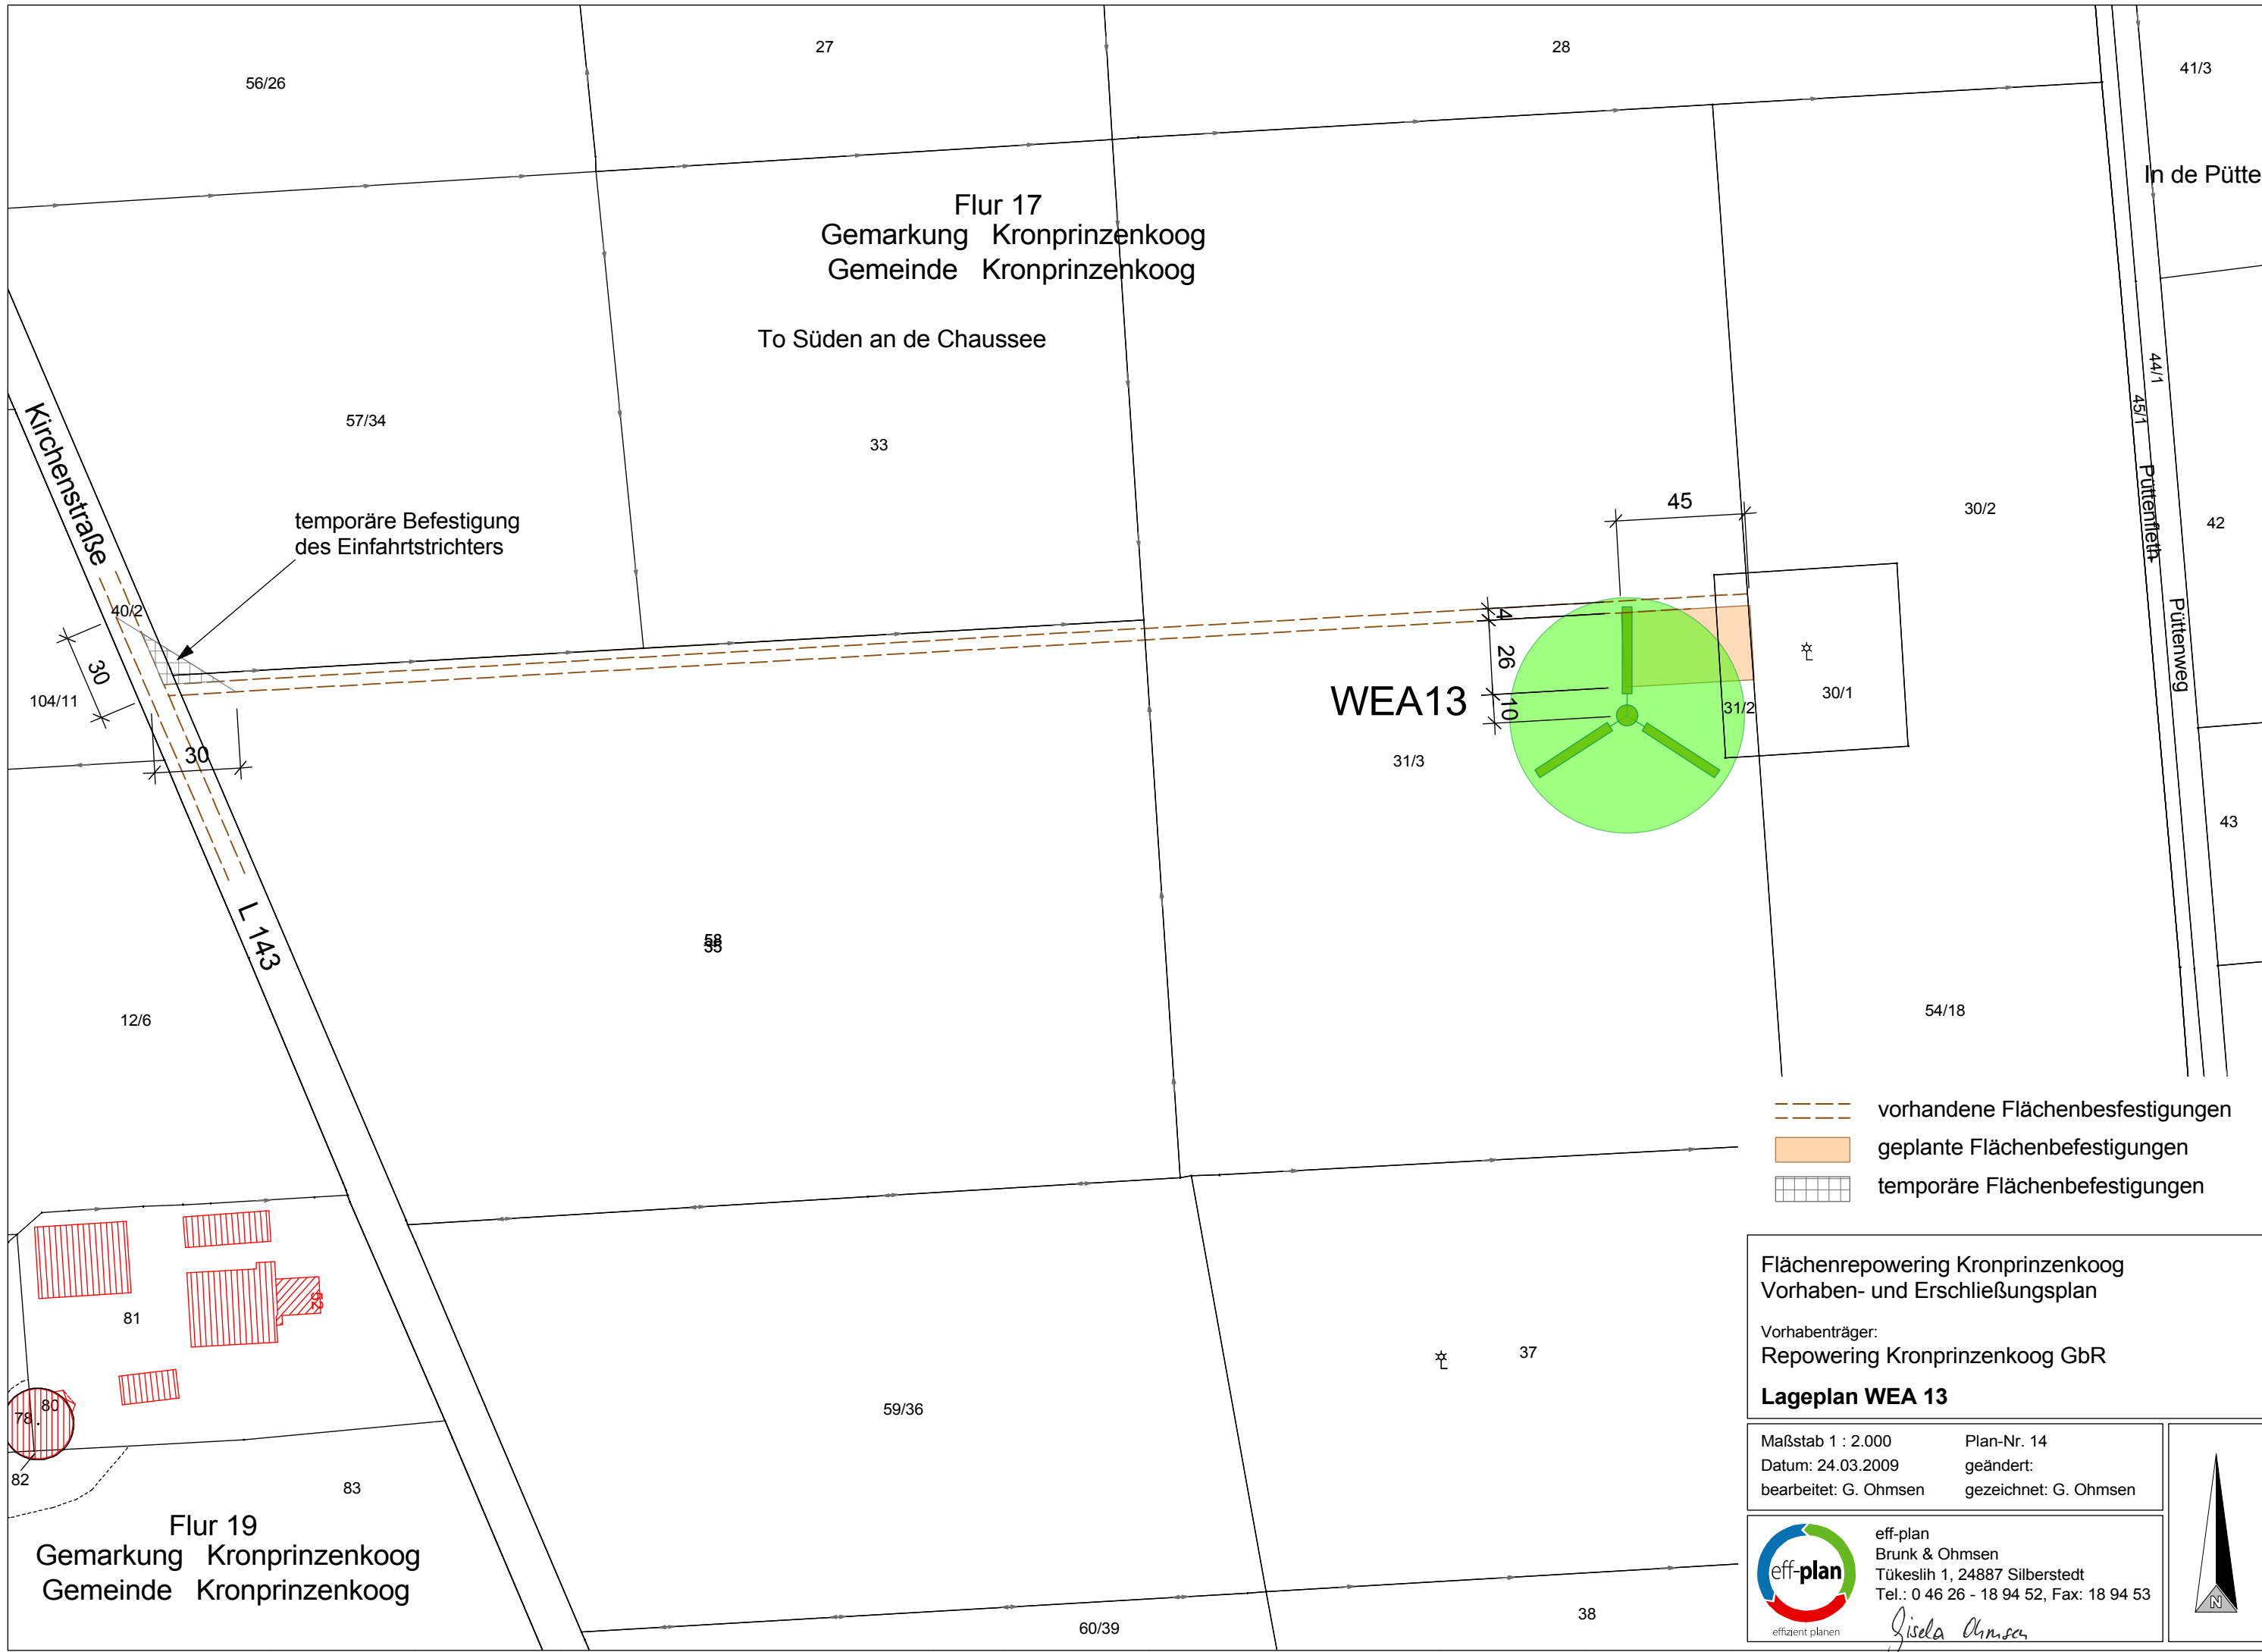 56/26
27
28
41/3
In de Pütte
Flur 17
Gemarkung Kronprinzenkoog
Gemeinde Kronprinzenkoog
To Süden an de Chaussee
57/34
33
Kirchenstraße
temporäre Befestigung
des Einfahrtstrichters
40/2
30
104/11
30
L 143
45
30/2
42
44/1
45/1
Püttenfleth-
Püttenweg
4
26
10
WEA13
31/3
31/2
30/1
43
58
35
12/6
54/18
vorhandene Flächenbesfestigungen
geplante Flächenbefestigungen
temporäre Flächenbefestigungen
81
52
78
80
82
83
59/36
37
Flur 19
Gemarkung Kronprinzenkoog
Gemeinde Kronprinzenkoog
60/39
38
Flächenrepowering Kronprinzenkoog
Vorhaben- und Erschließungsplan
Vorhabenträger:
Repowering Kronprinzenkoog GbR
Lageplan WEA 13
Maßstab 1 : 2.000 Plan-Nr. 14
Datum: 24.03.2009 geändert:
bearbeitet: G. Ohmsen gezeichnet: G. Ohmsen
eff-plan
effizient planen
eff-plan
Brunk & Ohmsen
Tükeslih 1, 24887 Silberstedt
Tel.: 0 46 26 - 18 94 52, Fax: 18 94 53
Gisela Ohmsen
N